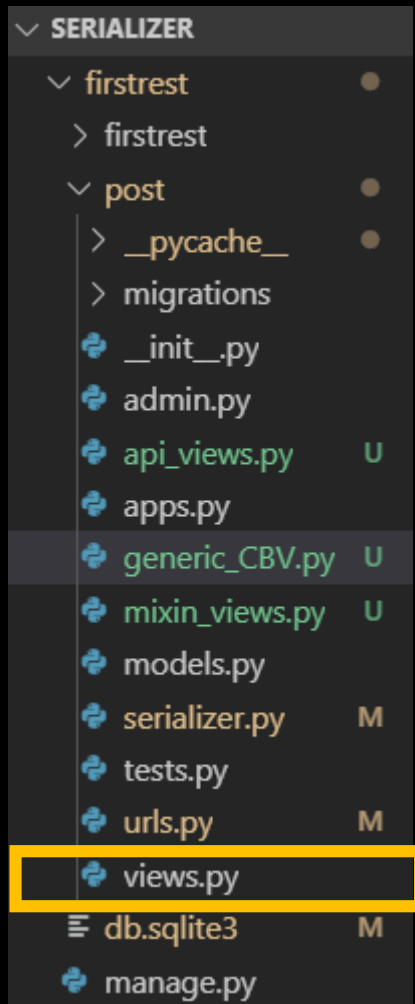 SERIALIZER
firstrest
firstrest
post
__pycache__
migrations
__init__.py
admin.py
api_views.py U
apps.py
generic_CBV.py U
mixin_views.py U
models.py
serializer.py M
tests.py
urls.py M
views.py
db.sqlite3 M
manage.py